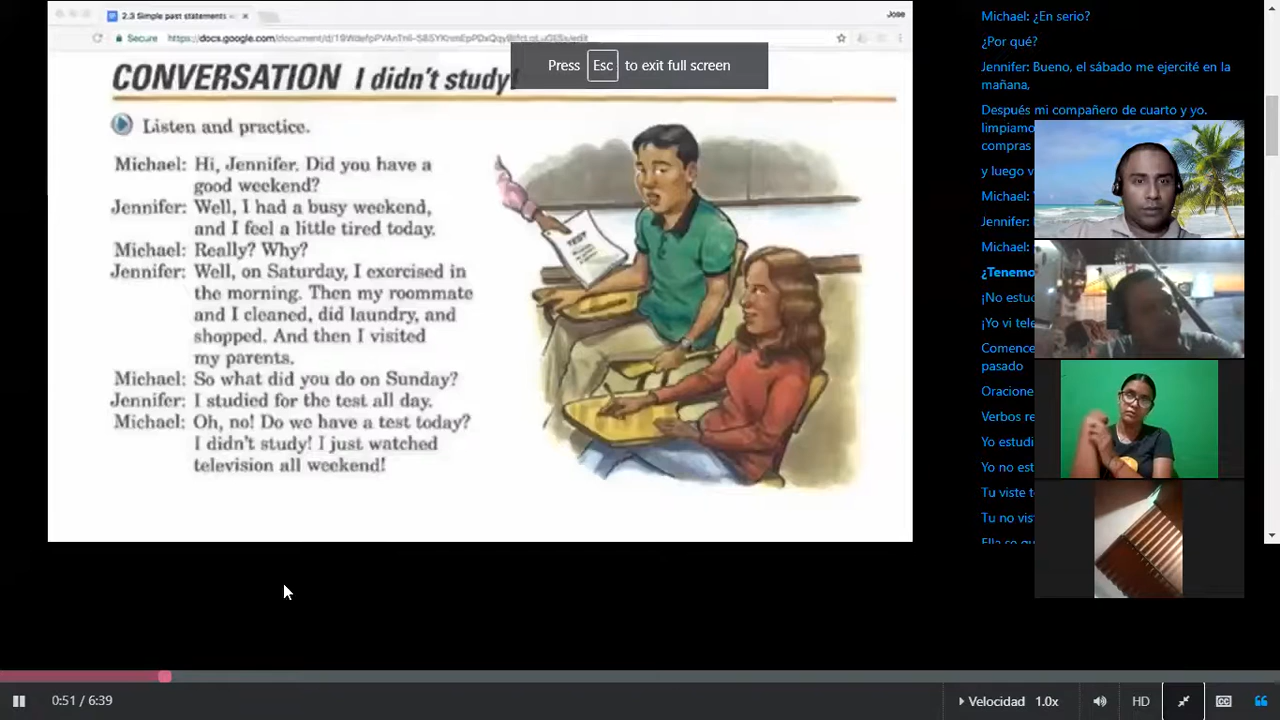 2.3 Simple past statements
Jose
Secure
Press Esc to exit full screen
CONVERSATION I didn't study!
Listen and practice.
Michael: Hi, Jennifer. Did you have a
good weekend?
Jennifer: Well, I had a busy weekend,
and I feel a little tired today.
Michael: Really? Why?
Jennifer: Well, on Saturday, I exercised in
the morning. Then my roommate
and I cleaned, did laundry, and
shopped. And then I visited
my parents.
Michael: So what did you do on Sunday?
Jennifer: I studied for the test all day.
Michael: Oh, no! Do we have a test today?
I didn't study! I just watched
television all weekend!
TEST
Michael: ¿En serio?
¿Por qué?
Jennifer: Bueno, el sábado me ejercité en la
mañana,
Después mi compañero de cuarto y yo.
limpiamo
compras
y luego v
Michael:
Jennifer:
Michael:
¿Tenemo
¡No estu
¡Yo vi tele
Comence
pasado
Oracione
Verbos re
Yo estudi
Yo no est
Tu viste t
Tu no vis
0:51 / 6:39
Velocidad 1.0x
HD
CC